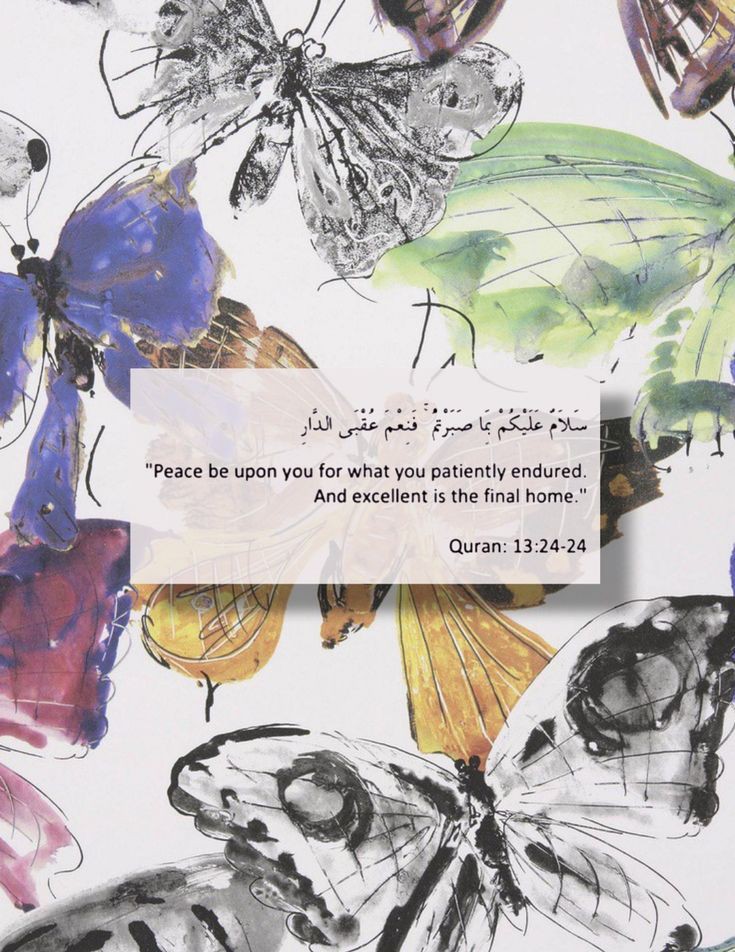 سَلَامٌ عَلَيْكُمْ بِمَا صَبَرْتُمْ ۚ فَنِعْمَ عُقْبَى الدَّارِ
"Peace be upon you for what you patiently endured.
And excellent is the final home."
Quran: 13:24-24